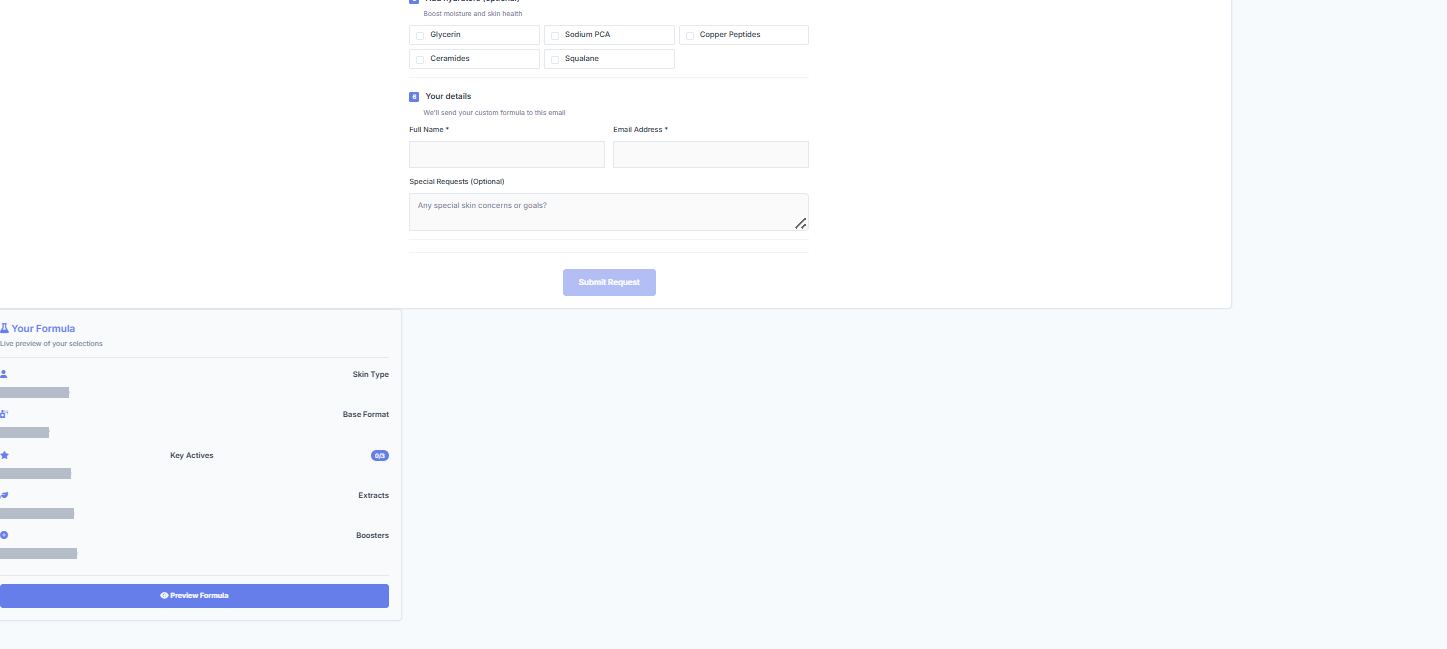 Add hydrators (optional)
Boost moisture and skin health
Glycerin
Sodium PCA
Copper Peptides
Ceramides
Squalane
6 Your details
We'll send your custom formula to this email
Full Name *
Email Address *
Special Requests (Optional)
Any special skin concerns or goals?
Submit Request
Your Formula
Live preview of your selections
Skin Type
Base Format
Key Actives
0/3
Extracts
Boosters
Preview Formula